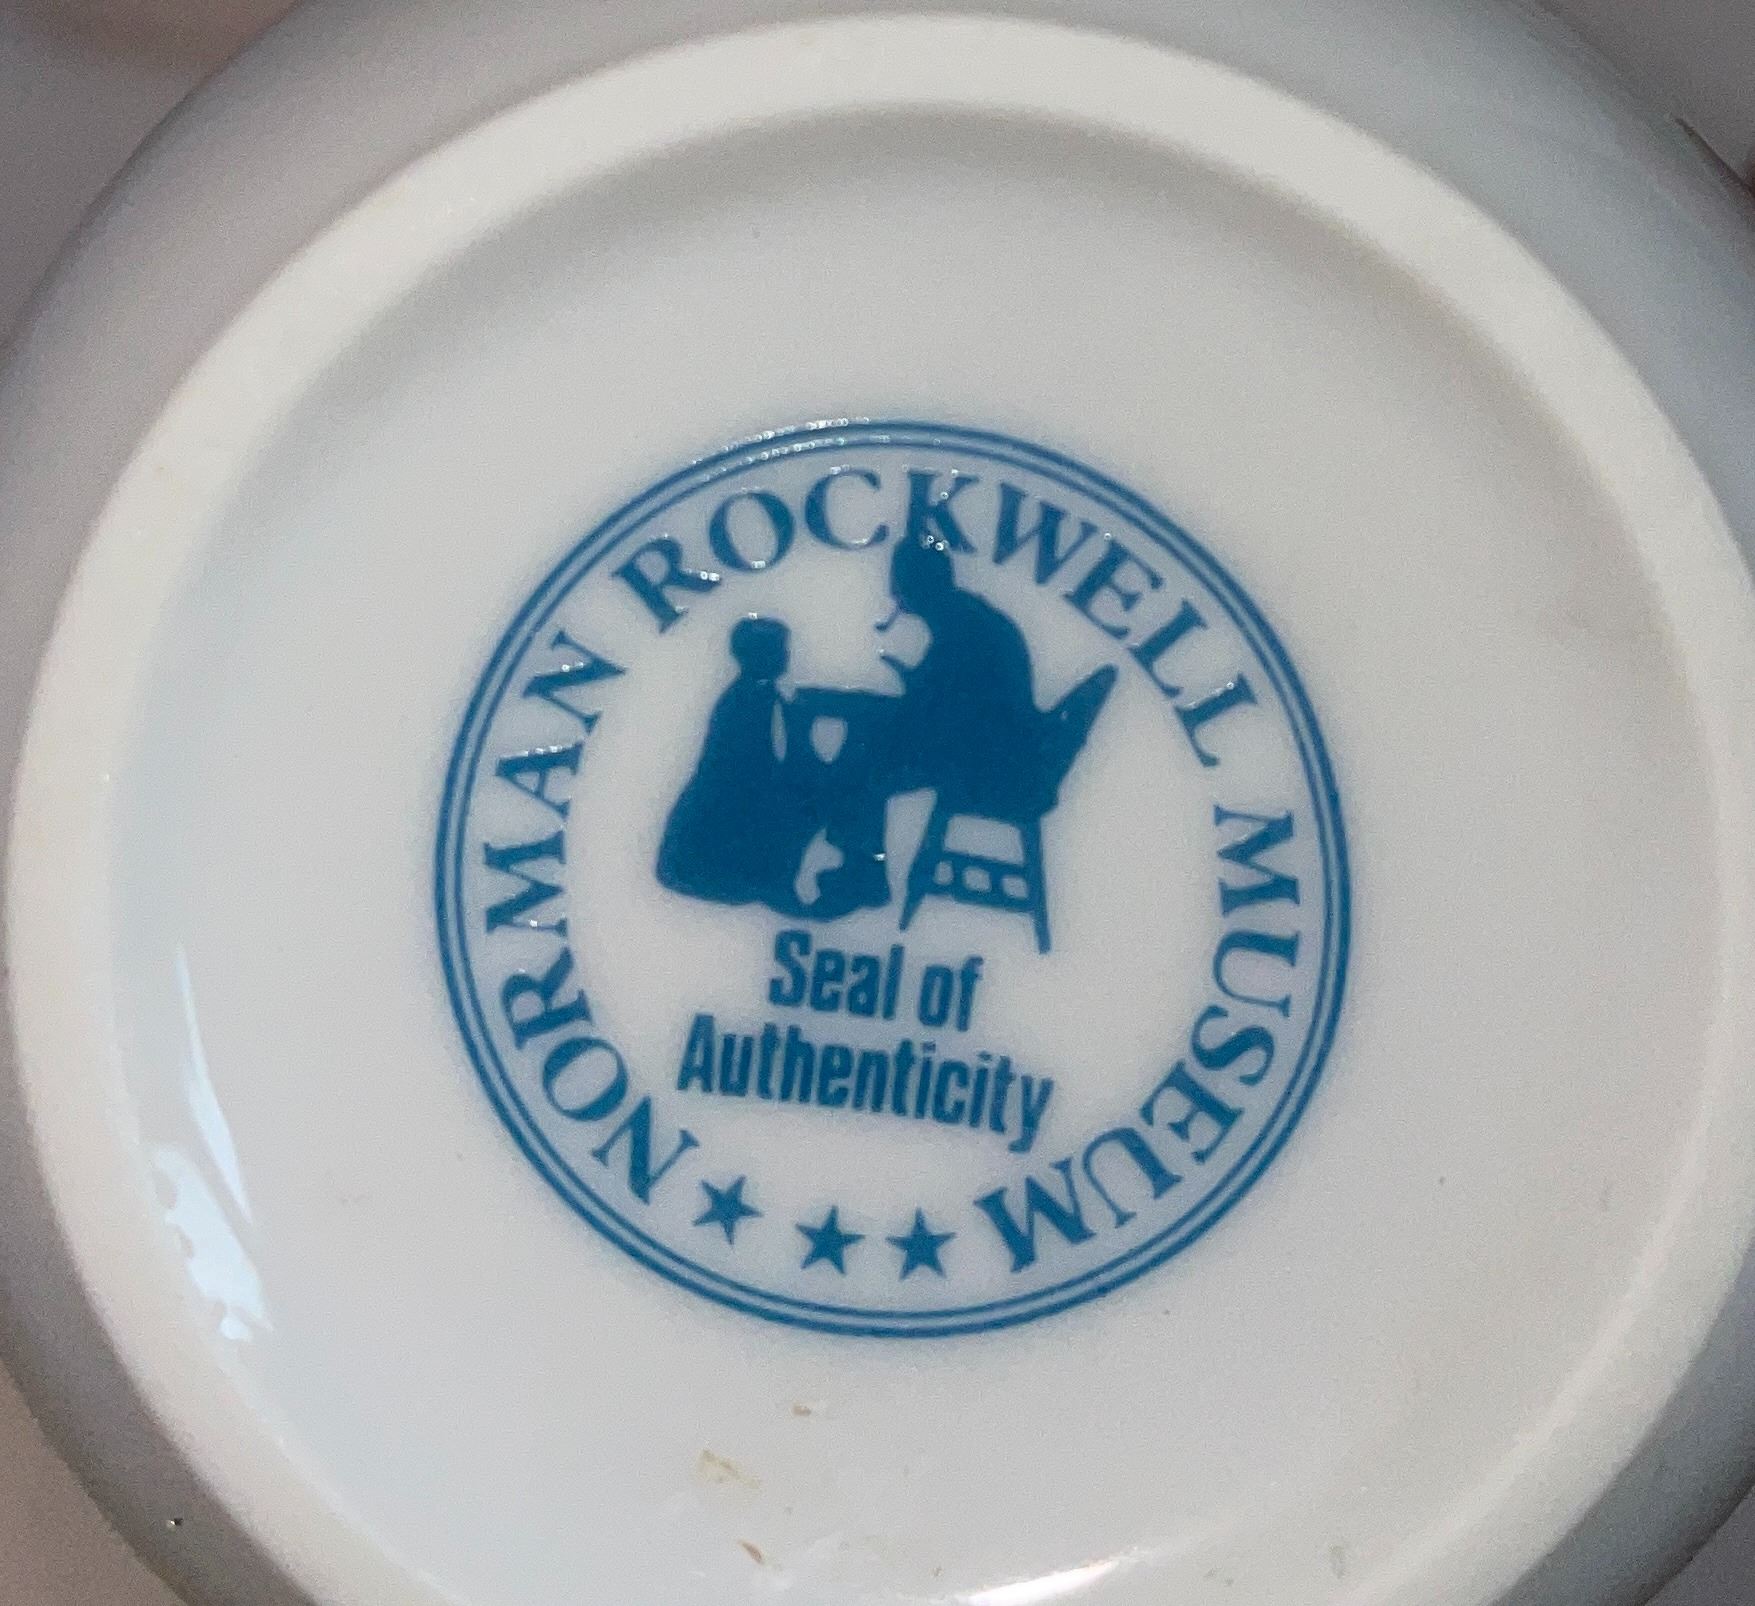 NORMAN ROCKWELL MUSEUM
Seal of
Authenticity